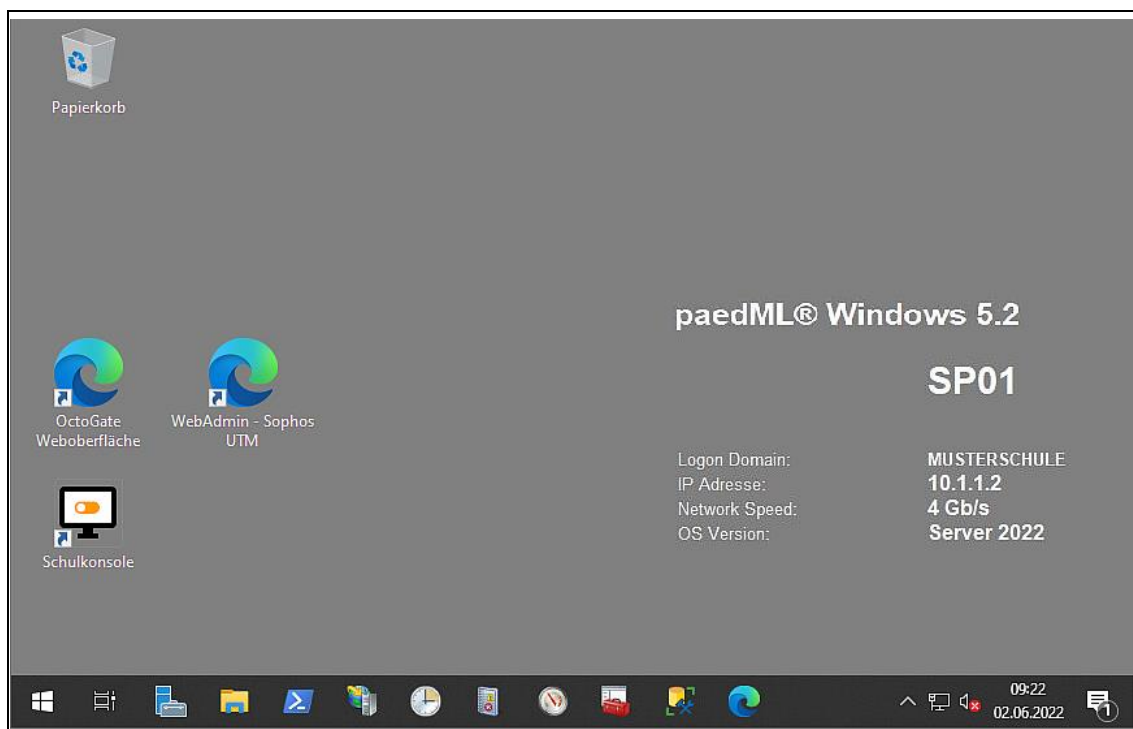 Papierkorb
paedML® Windows 5.2
SP01
OctoGate
Weboberfläche
WebAdmin - Sophos
UTM
Logon Domain: MUSTERSCHULE
IP Adresse: 10.1.1.2
Network Speed: 4 Gb/s
OS Version: Server 2022
Schulkonsole
09:22
02.06.2022
1